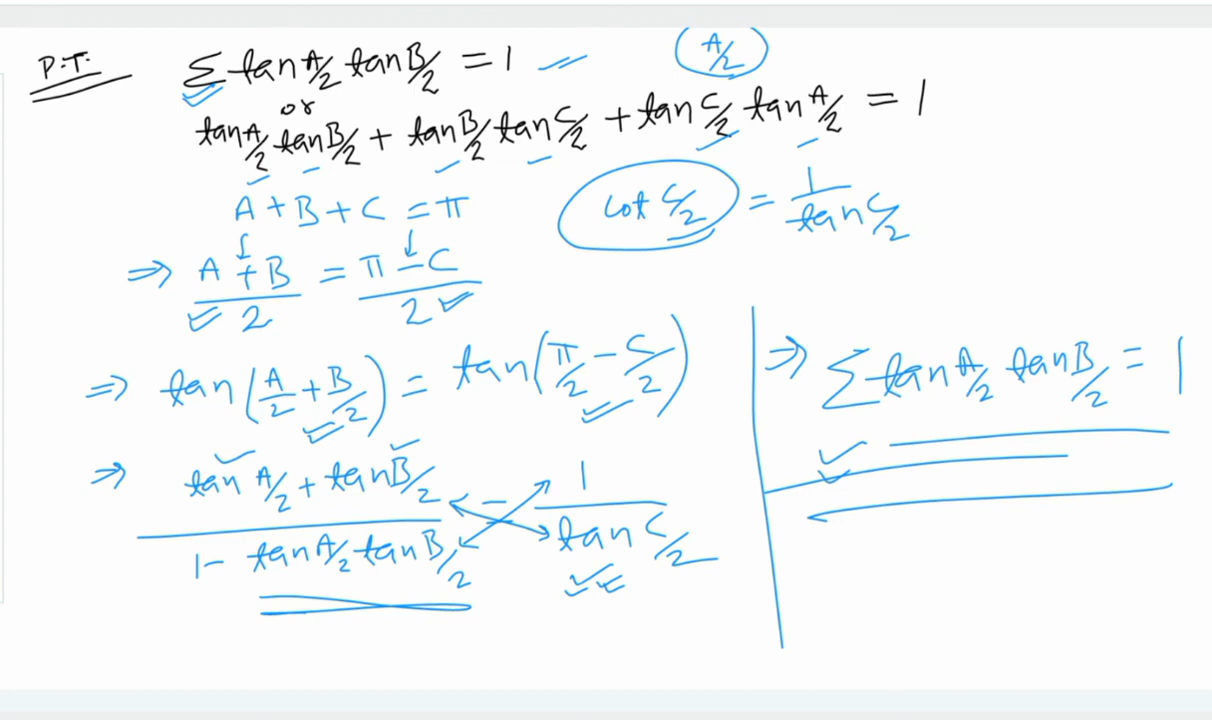 P.T. Σ tan A/2 tan B/2 = 1
A/2
or
tan A/2 tan B/2 + tan B/2 tan C/2 + tan C/2 tan A/2 = 1
A + B + C = π
cot C/2 = 1/tan C/2
⇒ (A + B)/2 = (π - C)/2
⇒ tan(A/2 + B/2) = tan(π/2 - C/2)
⇒ (tan A/2 + tan B/2)/(1 - tan A/2 tan B/2) = 1/tan C/2
⇒ Σ tan A/2 tan B/2 = 1